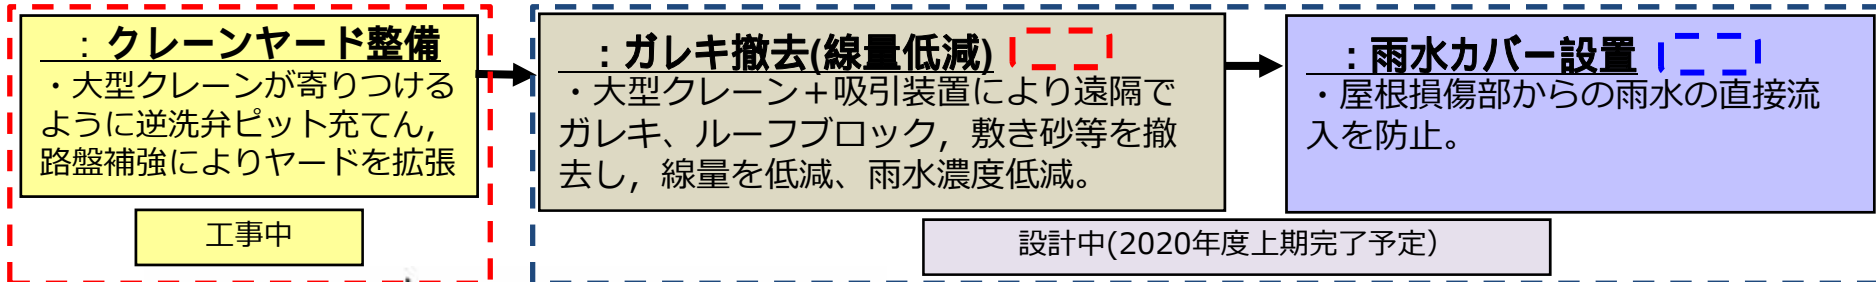 ：クレーンヤード整備
・大型クレーンが寄りつける
ように逆洗弁ピット充てん，
路盤補強によりヤードを拡張
工事中
：ガレキ撤去(線量低減)
・大型クレーン＋吸引装置により遠隔で
ガレキ、ルーフブロック，敷き砂等を撤
去し，線量を低減、雨水濃度低減。
：雨水カバー設置
・屋根損傷部からの雨水の直接流
入を防止。
設計中(2020年度上期完了予定）